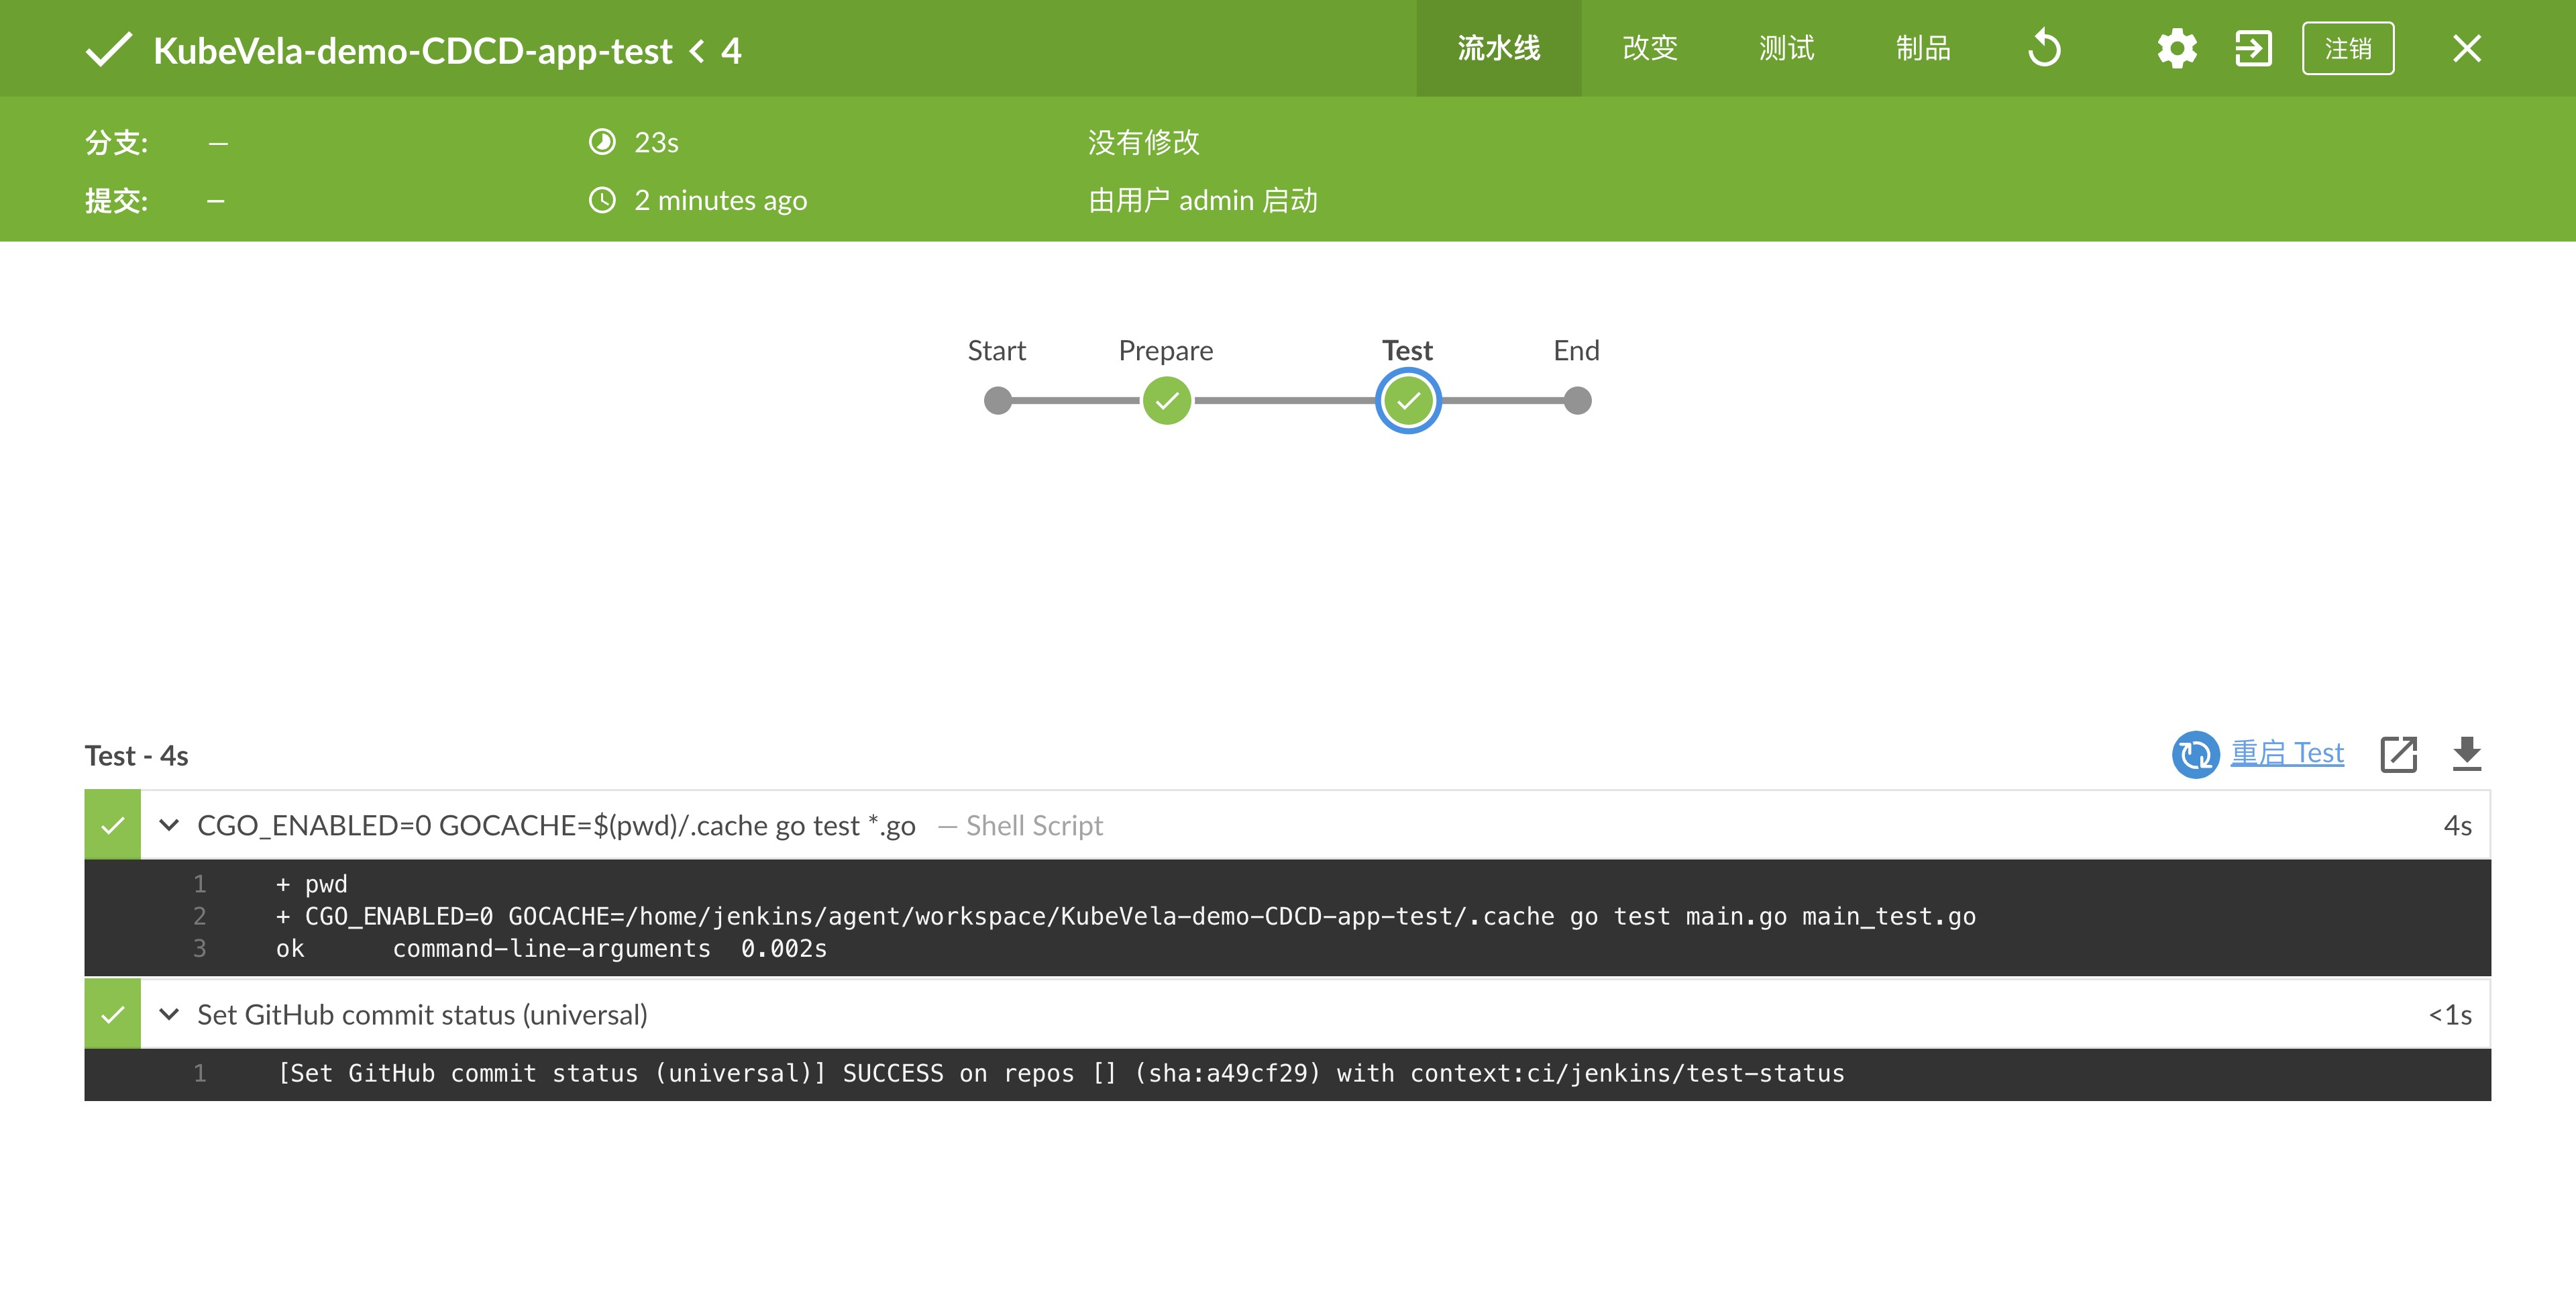 KubeVela-demo-CDCD-app-test < 4
流水线 改变 测试 制品 注销
分支: — 23s 没有修改
提交: — 2 minutes ago 由用户 admin 启动
Start Prepare Test End
Test - 4s 重启 Test
CGO_ENABLED=0 GOCACHE=$(pwd)/.cache go test *.go — Shell Script 4s
1 + pwd
2 + CGO_ENABLED=0 GOCACHE=/home/jenkins/agent/workspace/KubeVela-demo-CDCD-app-test/.cache go test main.go main_test.go
3 ok command-line-arguments 0.002s
Set GitHub commit status (universal) <1s
1 [Set GitHub commit status (universal)] SUCCESS on repos [] (sha:a49cf29) with context:ci/jenkins/test-status